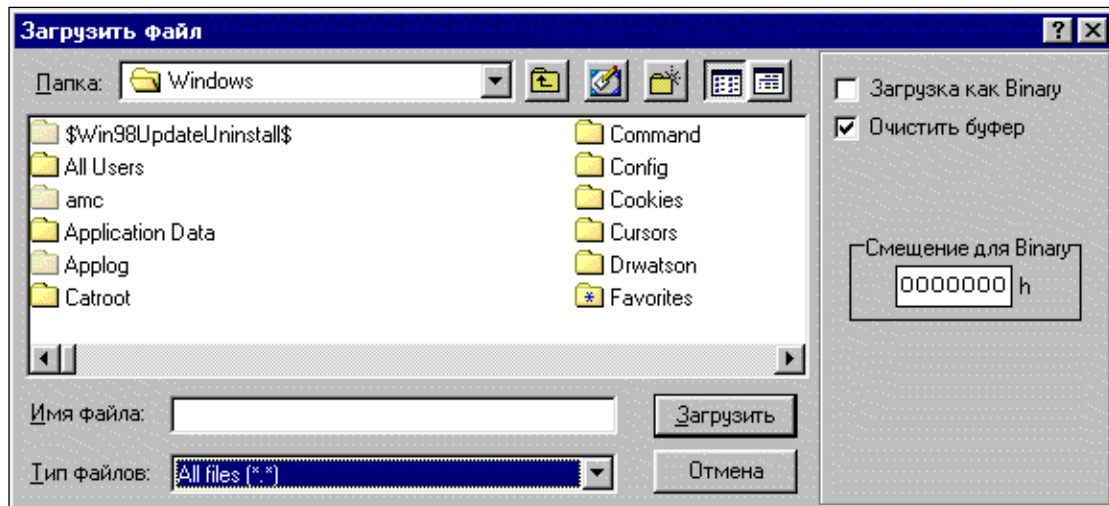 Загрузить файл
Папка: Windows
$Win98UpdateUninstall$
All Users
amc
Application Data
Applog
Catroot
Command
Config
Cookies
Cursors
Drwatson
Favorites
Имя файла:
Загрузить
Тип файлов: All files (*.*)
Отмена
Загрузка как Binary
Очистить буфер
Смещение для Binary
0000000 h